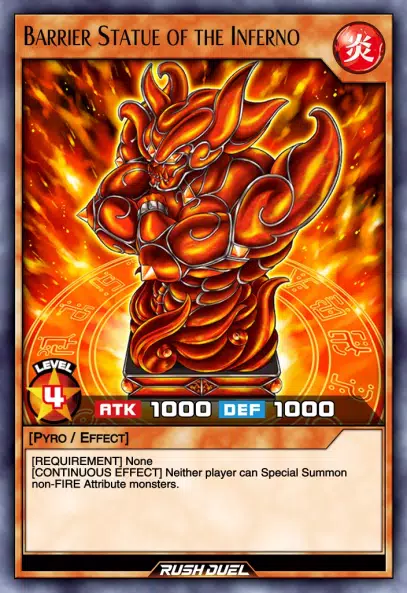 Barrier Statue of the Inferno
炎
LEVEL
4
ATK 1000 DEF 1000
[Pyro / Effect]
[REQUIREMENT] None
[CONTINUOUS EFFECT] Neither player can Special Summon
non-FIRE Attribute monsters.
RUSH DUEL